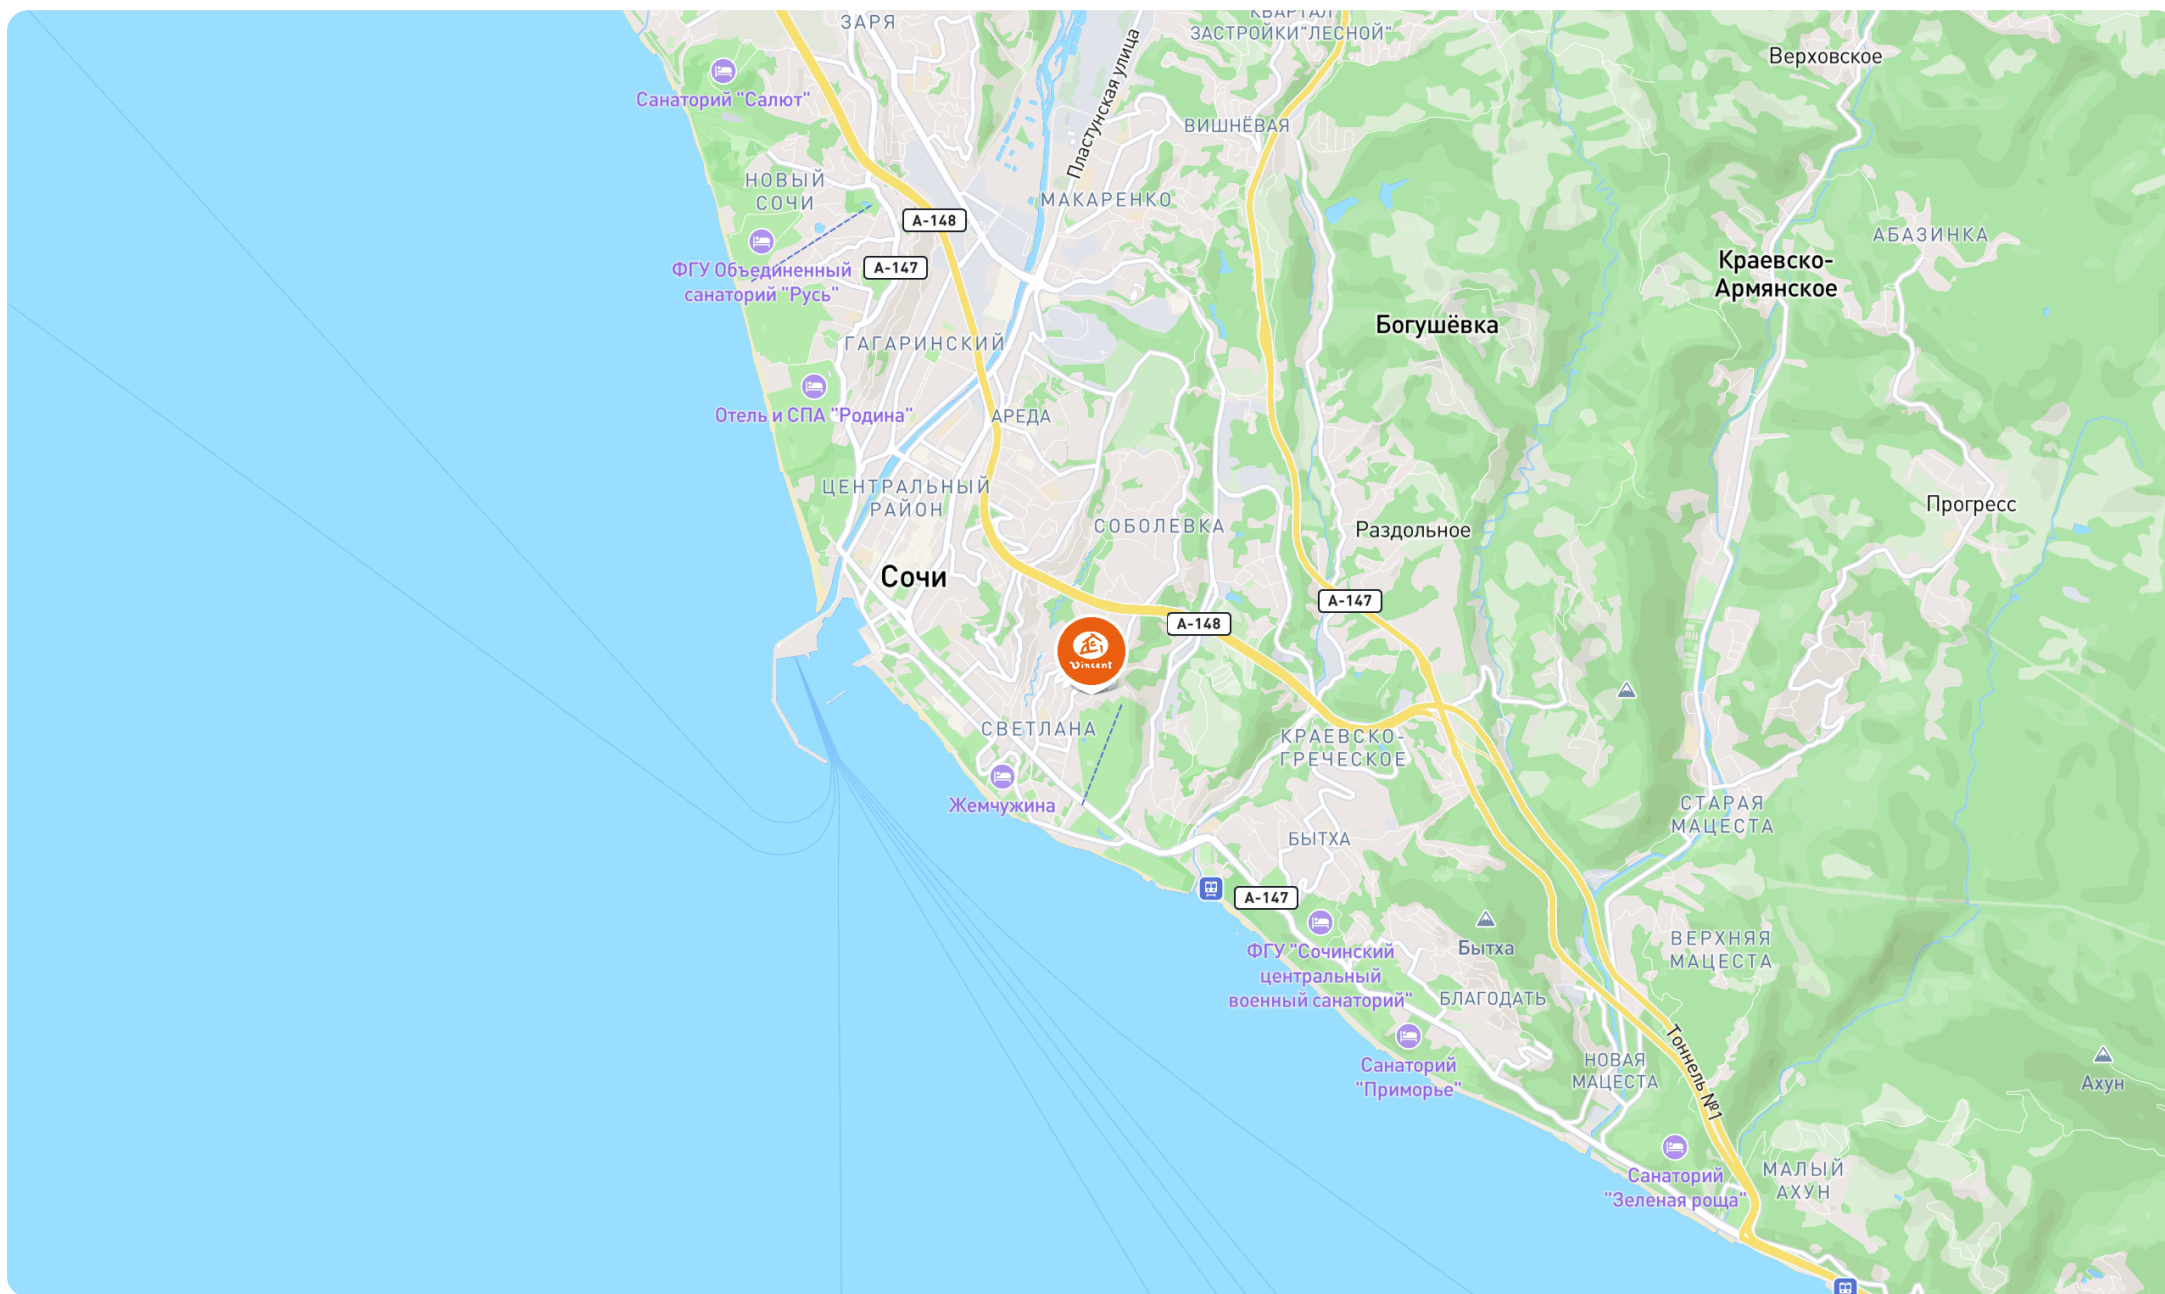 ЗАРЯ
КВАРТАЛ
ЗАСТРОЙКИ"ЛЕСНОЙ"
Верховское
Санаторий "Салют"
Пластунская улица
ВИШНЁВАЯ
НОВЫЙ
СОЧИ
МАКАРЕНКО
А-148
АБАЗИНКА
ФГУ Объединенный
санаторий "Русь"
А-147
Краевско-
Армянское
Богушёвка
ГАГАРИНСКИЙ
Отель и СПА "Родина"
АРЕДА
ЦЕНТРАЛЬНЫЙ
РАЙОН
СОБОЛЕВКА
Раздольное
Прогресс
Сочи
А-147
А-148
Vincent
СВЕТЛАНА
КРАЕВСКО-
ГРЕЧЕСКОЕ
Жемчужина
СТАРАЯ
МАЦЕСТА
БЫТХА
А-147
ФГУ "Сочинский
центральный
военный санаторий"
Бытха
ВЕРХНЯЯ
МАЦЕСТА
БЛАГОДАТЬ
Санаторий
"Приморье"
НОВАЯ
МАЦЕСТА
Тоннель №1
Ахун
Санаторий
"Зеленая роща"
МАЛЫЙ
АХУН